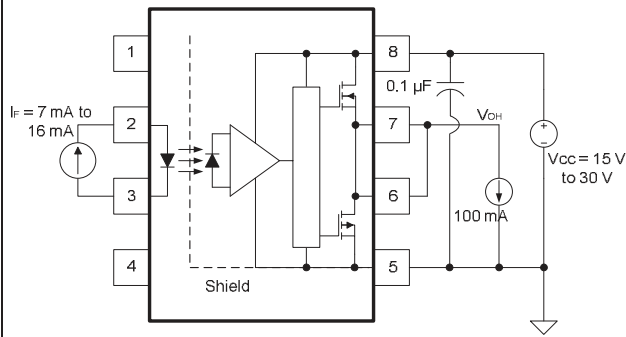 1
8
0.1 µF
IF = 7 mA to
16 mA
2
7
VOH
+
−
VCC = 15 V
to 30 V
3
6
100 mA
4
5
Shield